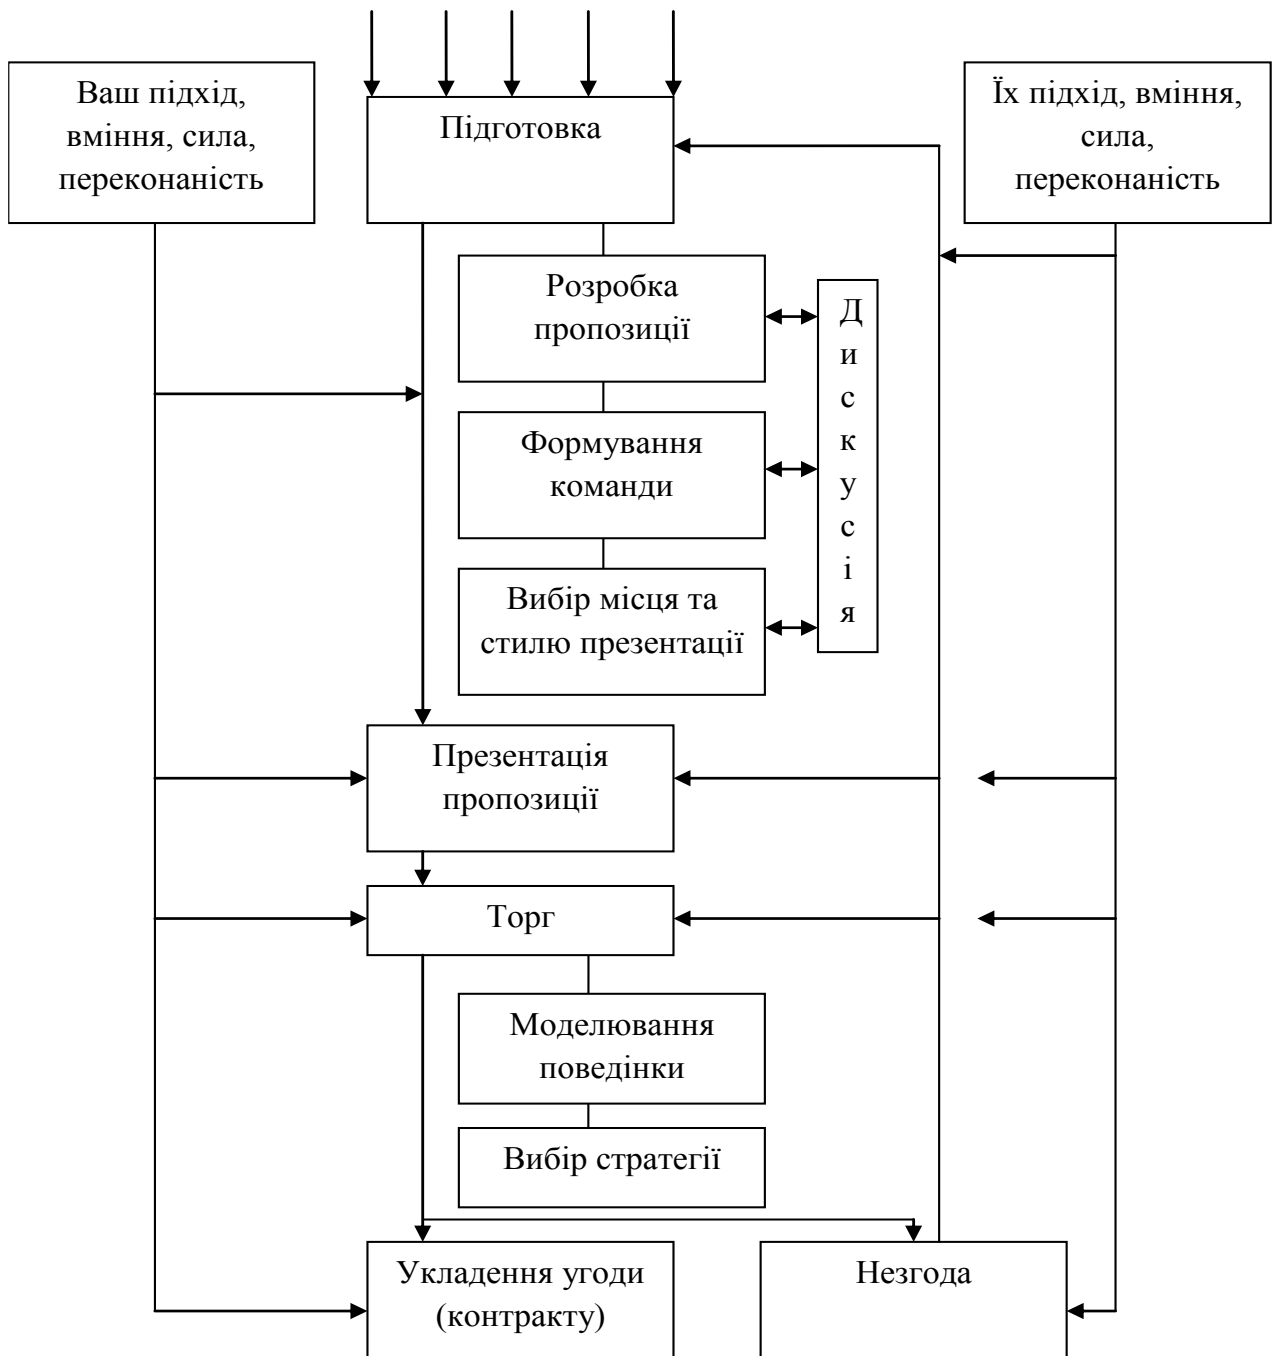 Ваш підхід,
вміння, сила,
переконаність
Підготовка
Їх підхід, вміння,
сила,
переконаність
Розробка
пропозиції
Д
и
с
к
у
с
і
я
Формування
команди
Вибір місця та
стилю презентації
Презентація
пропозиції
Торг
Моделювання
поведінки
Вибір стратегії
Укладення угоди
(контракту)
Незгода